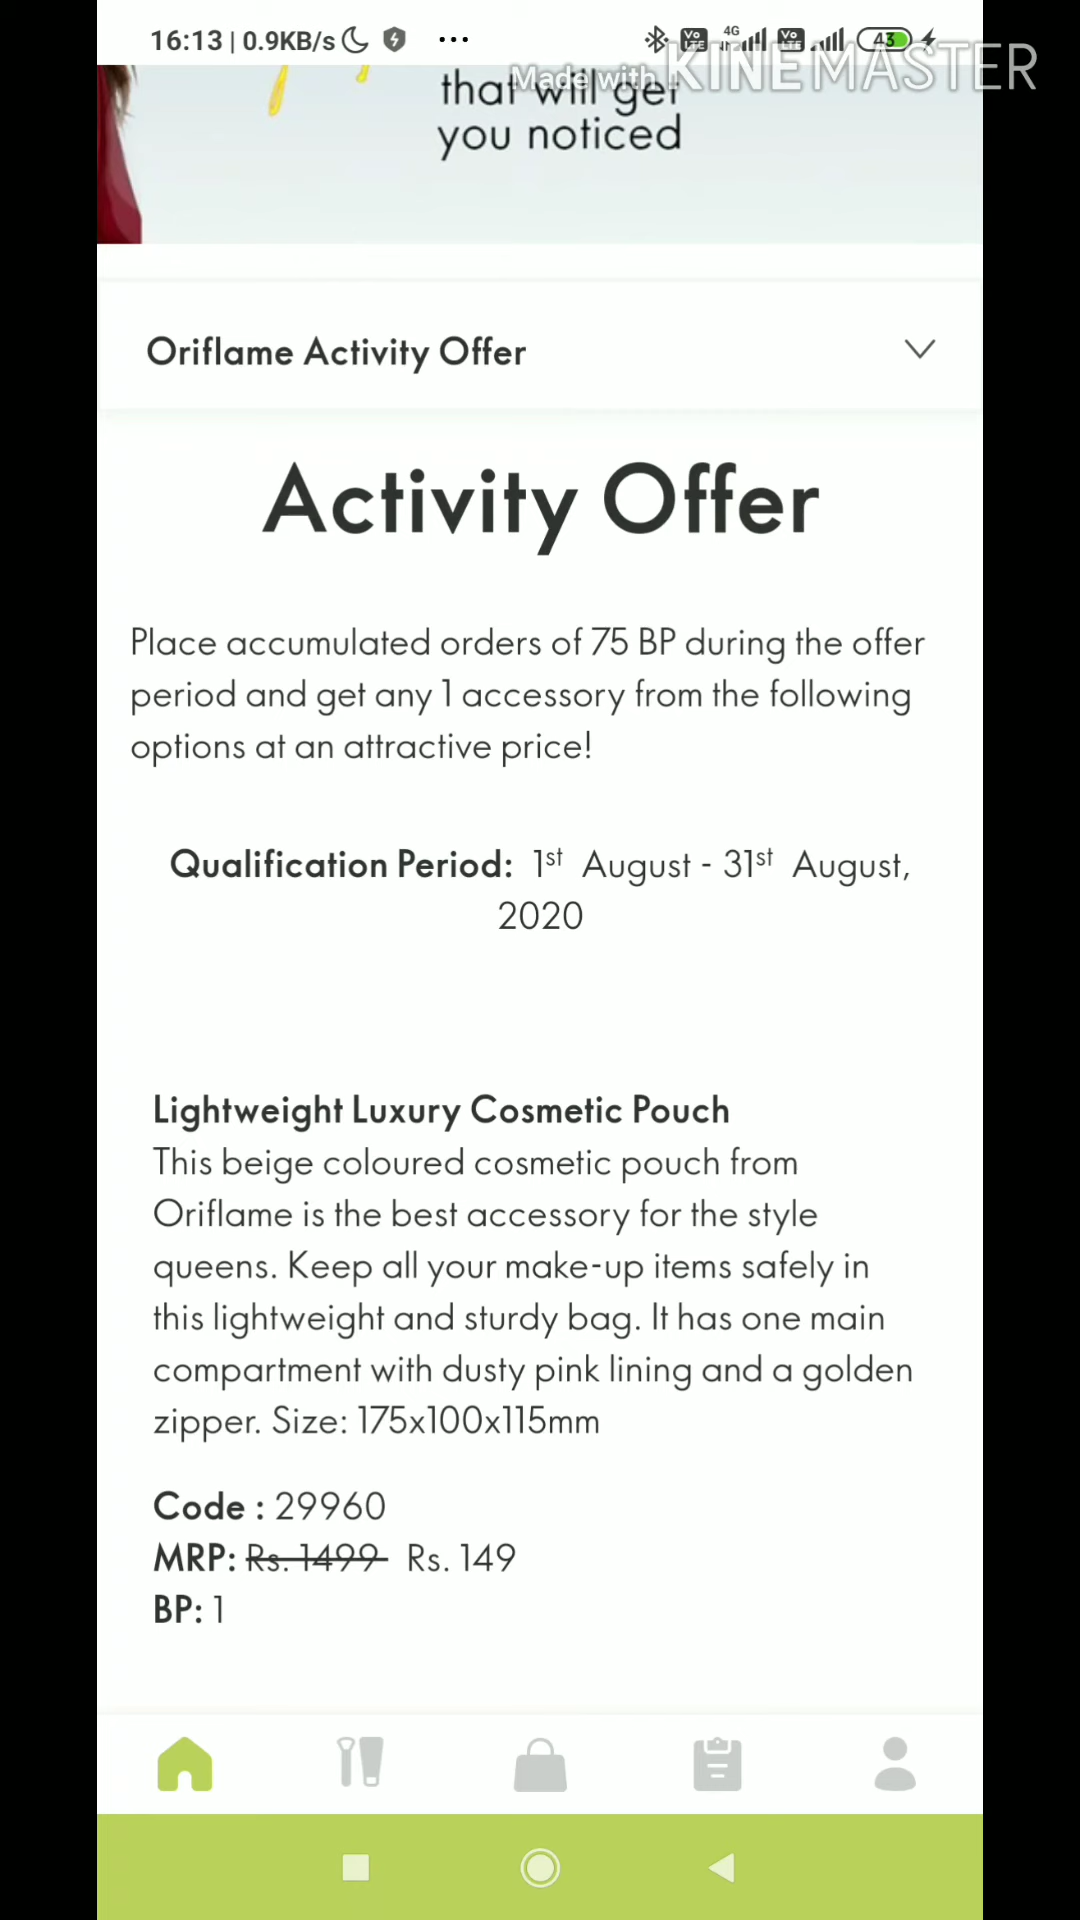 16:13 | 0.9KB/s
4G
43
Made with KINEMASTER
that will get
you noticed
Oriflame Activity Offer
Activity Offer
Place accumulated orders of 75 BP during the offer
period and get any 1 accessory from the following
options at an attractive price!
Qualification Period: 1st August - 31st August,
2020
Lightweight Luxury Cosmetic Pouch
This beige coloured cosmetic pouch from
Oriflame is the best accessory for the style
queens. Keep all your make-up items safely in
this lightweight and sturdy bag. It has one main
compartment with dusty pink lining and a golden
zipper. Size: 175x100x115mm
Code : 29960
MRP: Rs. 1499 Rs. 149
BP: 1